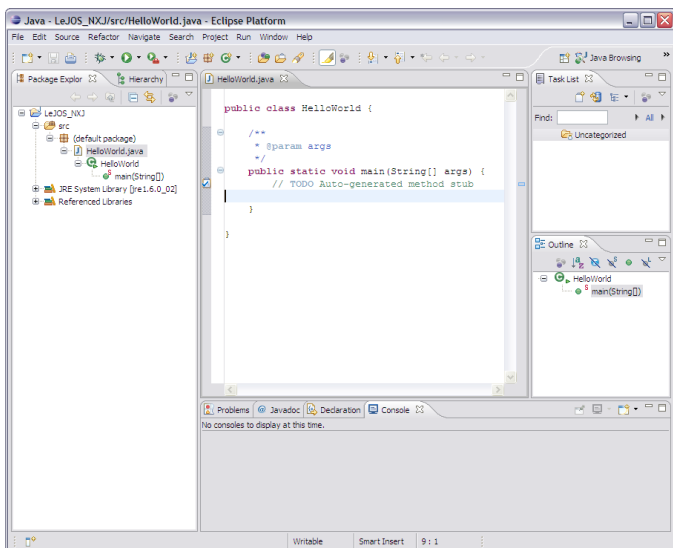 Java - LeJOS_NXJ/src/HelloWorld.java - Eclipse Platform
File Edit Source Refactor Navigate Search Project Run Window Help
Java Browsing
Package Explor
Hierarchy
LeJOS_NXJ
src
(default package)
HelloWorld.java
HelloWorld
main(String[])
JRE System Library [jre1.6.0_02]
Referenced Libraries
HelloWorld.java
public class HelloWorld {
/**
* @param args
*/
public static void main(String[] args) {
// TODO Auto-generated method stub
}
}
Task List
Find:
All
Uncategorized
Outline
HelloWorld
main(String[])
Problems
Javadoc
Declaration
Console
No consoles to display at this time.
Writable
Smart Insert
9 : 1